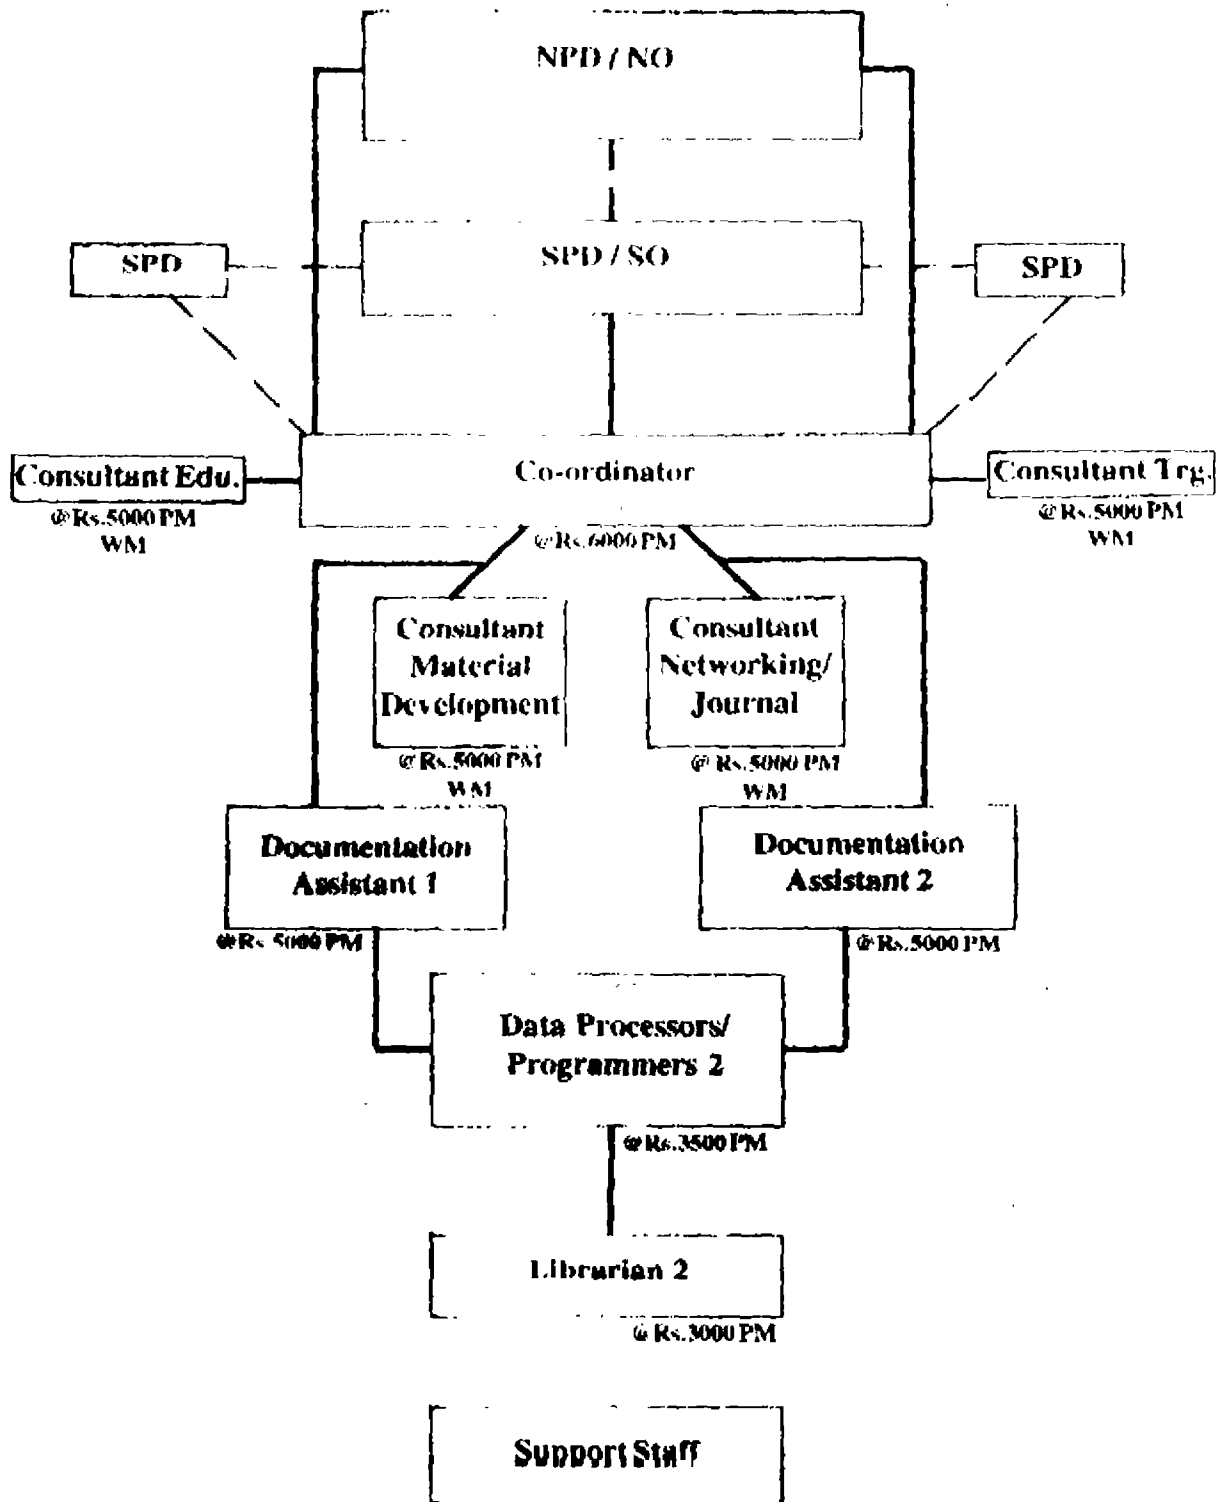 NPD / NO
SPD
SPD / SO
SPD
Consultant Edu.
@ Rs.5000 PM
WM
Co-ordinator
@ Rs.6000 PM
Consultant Trg.
@ Rs.5000 PM
WM
Consultant
Material
Development
@ Rs.5000 PM
WM
Consultant
Networking/
Journal
@ Rs.5000 PM
WM
Documentation
Assistant 1
@ Rs. 5000 PM
Documentation
Assistant 2
@ Rs.5000 PM
Data Processors/
Programmers 2
@ Rs.3500 PM
Librarian 2
@ Rs.3000 PM
Support Staff